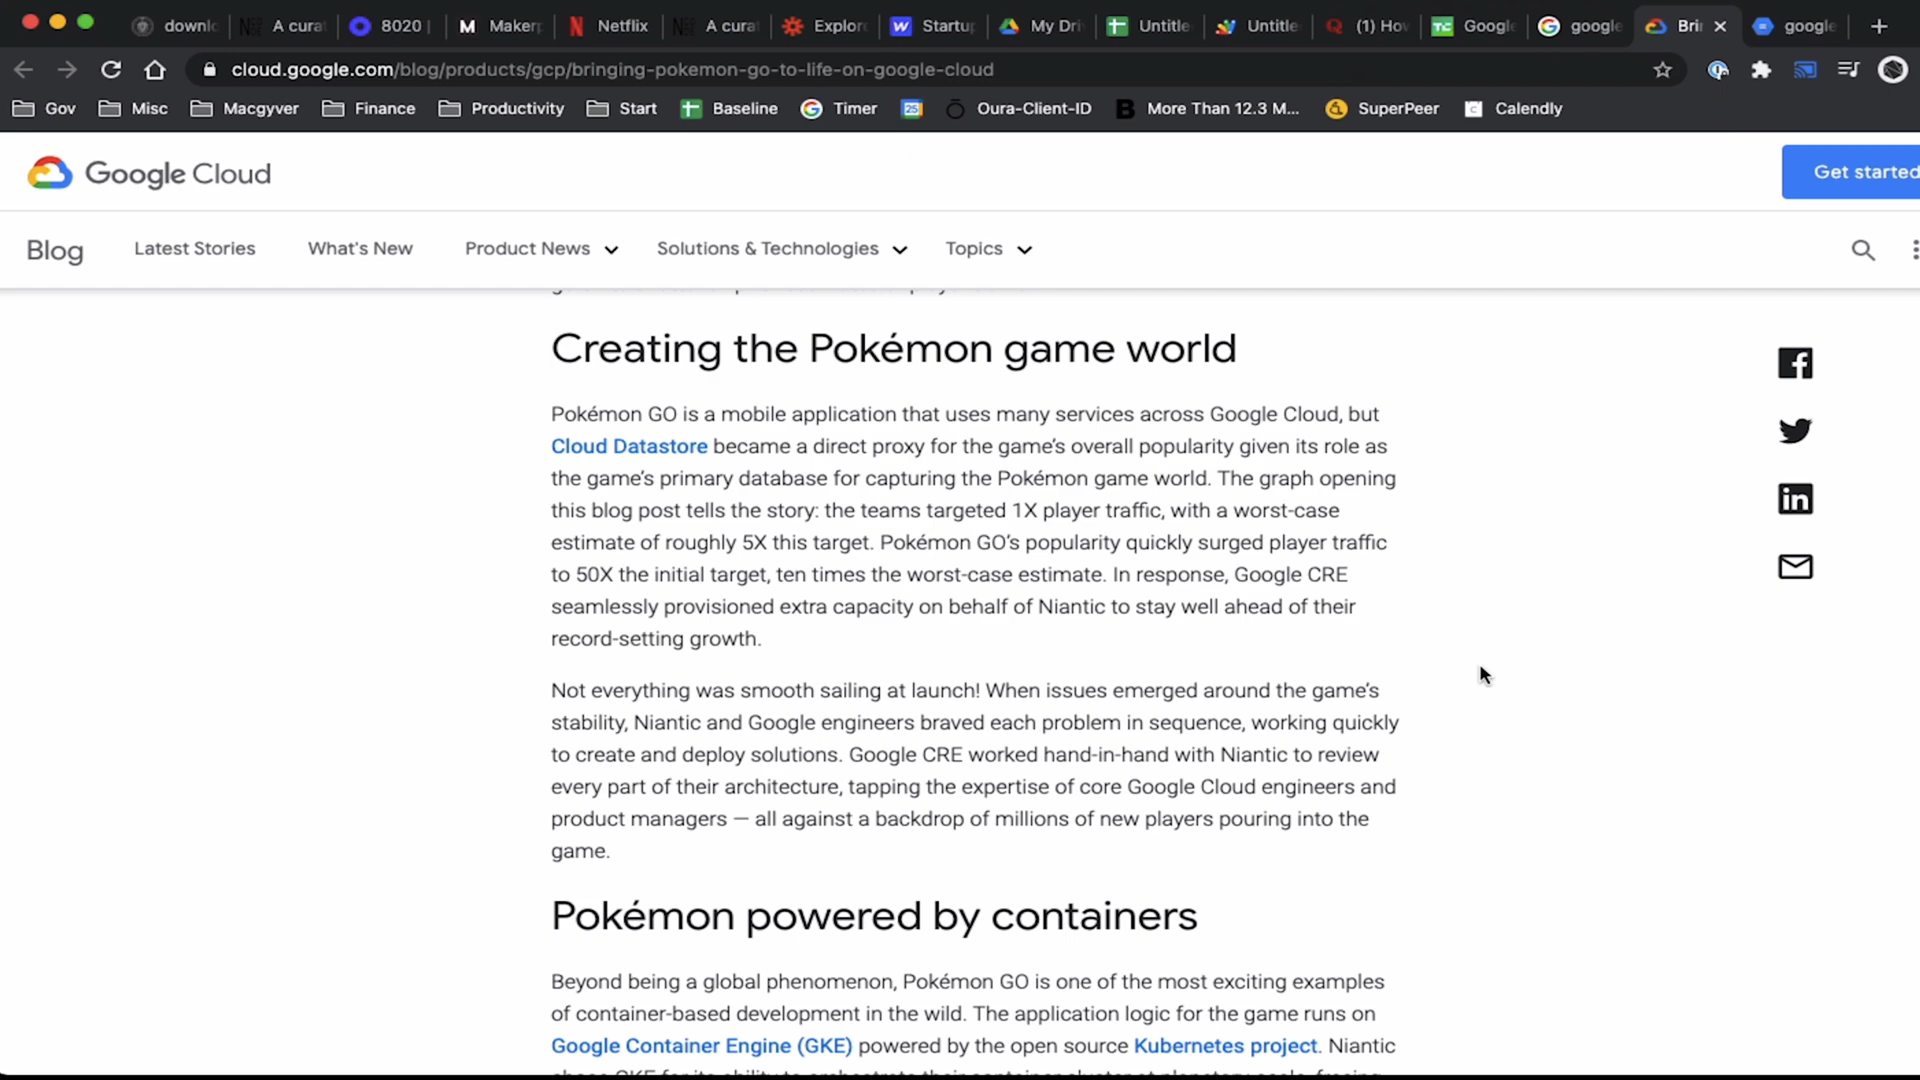 downl
A cura
8020
Maker
Netflix
A cura
Explor
Startu
My Dri
Untitle
Untitle
(1) Ho
Google
google
Bri
google
cloud.google.com/blog/products/gcp/bringing-pokemon-go-to-life-on-google-cloud
Gov
Misc
Macgyver
Finance
Productivity
Start
Baseline
Timer
Oura-Client-ID
More Than 12.3 M...
SuperPeer
Calendly
Google Cloud
Get started
Blog
Latest Stories
What's New
Product News
Solutions & Technologies
Topics
Creating the Pokémon game world
Pokémon GO is a mobile application that uses many services across Google Cloud, but
Cloud Datastore became a direct proxy for the game's overall popularity given its role as
the game's primary database for capturing the Pokémon game world. The graph opening
this blog post tells the story: the teams targeted 1X player traffic, with a worst-case
estimate of roughly 5X this target. Pokémon GO's popularity quickly surged player traffic
to 50X the initial target, ten times the worst-case estimate. In response, Google CRE
seamlessly provisioned extra capacity on behalf of Niantic to stay well ahead of their
record-setting growth.
Not everything was smooth sailing at launch! When issues emerged around the game's
stability, Niantic and Google engineers braved each problem in sequence, working quickly
to create and deploy solutions. Google CRE worked hand-in-hand with Niantic to review
every part of their architecture, tapping the expertise of core Google Cloud engineers and
product managers — all against a backdrop of millions of new players pouring into the
game.
Pokémon powered by containers
Beyond being a global phenomenon, Pokémon GO is one of the most exciting examples
of container-based development in the wild. The application logic for the game runs on
Google Container Engine (GKE) powered by the open source Kubernetes project. Niantic